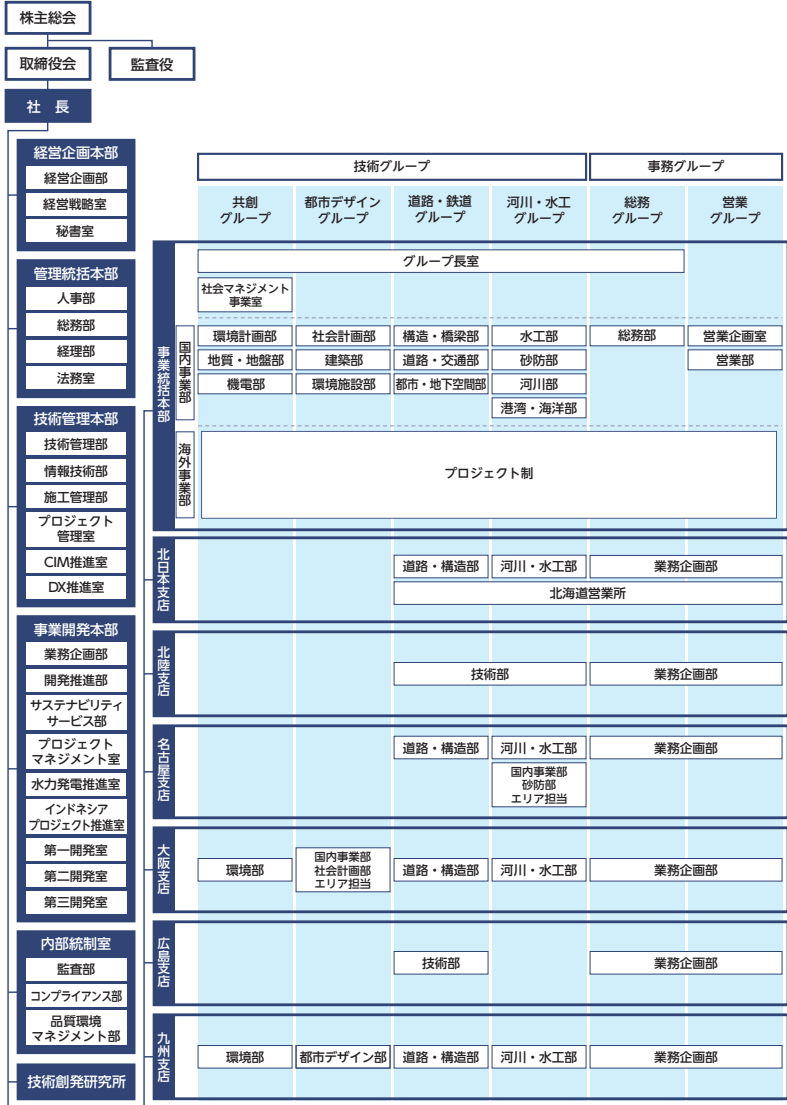 株主総会
取締役会
監査役
社　長
経営企画本部
経営企画部
経営戦略室
秘書室
管理統括本部
人事部
総務部
経理部
法務室
技術管理本部
技術管理部
情報技術部
施工管理部
プロジェクト
管理室
CIM推進室
DX推進室
事業開発本部
業務企画部
開発推進部
サステナビリティ
サービス部
プロジェクト
マネジメント室
水力発電推進室
インドネシア
プロジェクト推進室
第一開発室
第二開発室
第三開発室
内部統制室
監査部
コンプライアンス部
品質環境
マネジメント部
技術創発研究所
技術グループ
事務グループ
共創
グループ
都市デザイン
グループ
道路・鉄道
グループ
河川・水工
グループ
総務
グループ
営業
グループ
事業統括本部
グループ長室
社会マネジメント
事業室
国内事業部
環境計画部
社会計画部
構造・橋梁部
水工部
総務部
営業企画室
地質・地盤部
建築部
道路・交通部
砂防部
営業部
機電部
環境施設部
都市・地下空間部
河川部
港湾・海洋部
海外事業部
プロジェクト制
北日本支店
道路・構造部
河川・水工部
業務企画部
北海道営業所
北陸支店
技術部
業務企画部
名古屋支店
道路・構造部
河川・水工部
業務企画部
国内事業部
砂防部
エリア担当
大阪支店
環境部
国内事業部
社会計画部
エリア担当
道路・構造部
河川・水工部
業務企画部
広島支店
技術部
業務企画部
九州支店
環境部
都市デザイン部
道路・構造部
河川・水工部
業務企画部